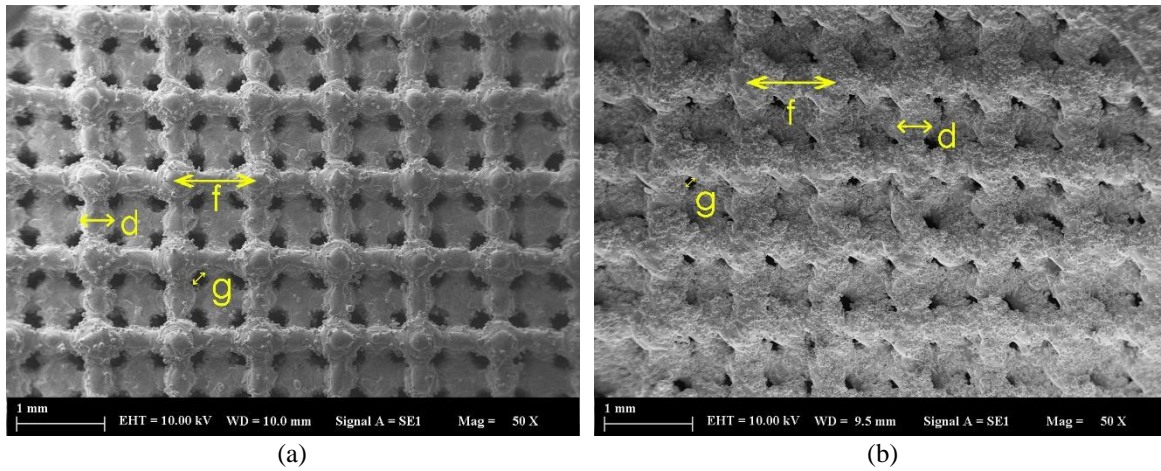 f
d
g
1 mm
EHT = 10.00 kV WD = 10.0 mm Signal A = SE1 Mag = 50 X
(a)
f
d
g
1 mm
EHT = 10.00 kV WD = 9.5 mm Signal A = SE1 Mag = 50 X
(b)